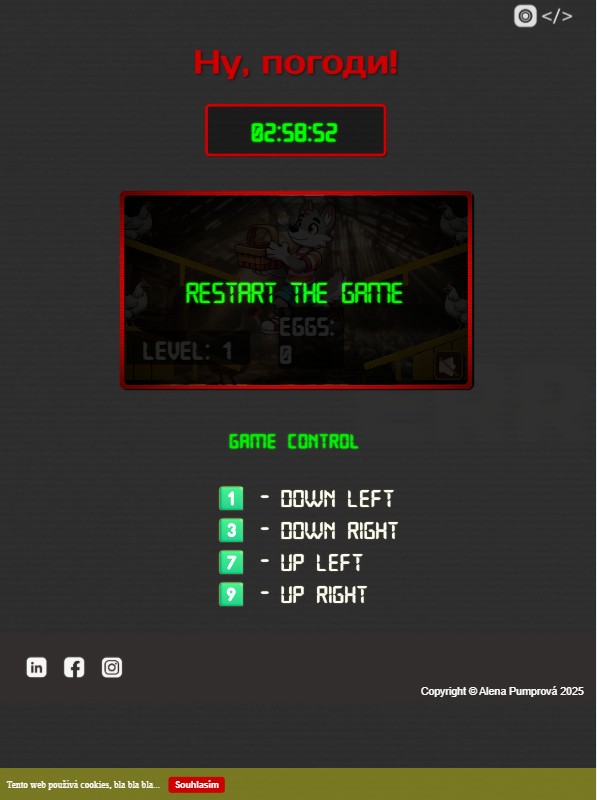 </>
Ну, погоди!
02:58:52
RESTART THE GAME
EGGS:
LEVEL: 1
0
GAME CONTROL
1 - DOWN LEFT
3 - DOWN RIGHT
7 - UP LEFT
9 - UP RIGHT
in
Copyright © Alena Pumprová 2025
Tento web používá cookies, bla bla bla... Souhlasím